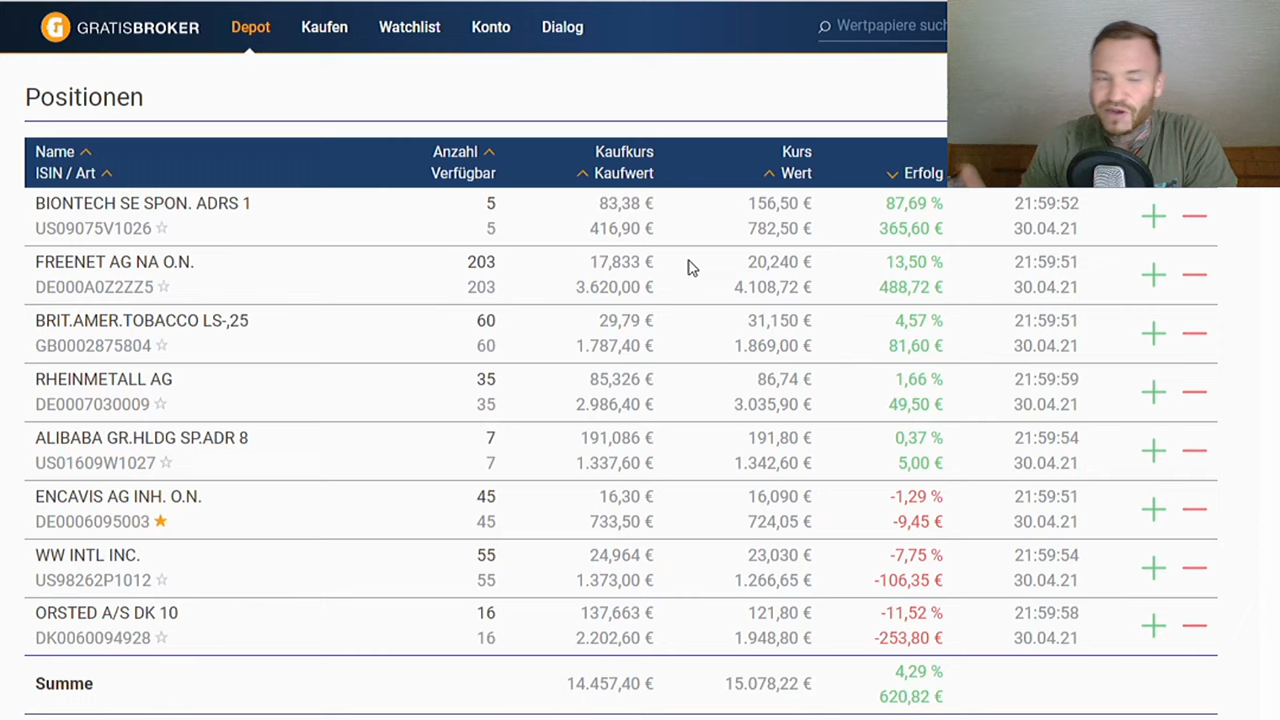 GRATISBROKER Depot Kaufen Watchlist Konto Dialog Wertpapiere such
Positionen
Name Anzahl Kaufkurs Kurs
ISIN / Art Verfügbar Kaufwert Wert Erfolg
BIONTECH SE SPON. ADRS 1 5 83,38 € 156,50 € 87,69 % 21:59:52
US09075V1026 5 416,90 € 782,50 € 365,60 € 30.04.21
FREENET AG NA O.N. 203 17,833 € 20,240 € 13,50 % 21:59:51
DE000A0Z2ZZ5 203 3.620,00 € 4.108,72 € 488,72 € 30.04.21
BRIT.AMER.TOBACCO LS-,25 60 29,79 € 31,150 € 4,57 % 21:59:51
GB0002875804 60 1.787,40 € 1.869,00 € 81,60 € 30.04.21
RHEINMETALL AG 35 85,326 € 86,74 € 1,66 % 21:59:59
DE0007030009 35 2.986,40 € 3.035,90 € 49,50 € 30.04.21
ALIBABA GR.HLDG SP.ADR 8 7 191,086 € 191,80 € 0,37 % 21:59:54
US01609W1027 7 1.337,60 € 1.342,60 € 5,00 € 30.04.21
ENCAVIS AG INH. O.N. 45 16,30 € 16,090 € -1,29 % 21:59:51
DE0006095003 45 733,50 € 724,05 € -9,45 € 30.04.21
WW INTL INC. 55 24,964 € 23,030 € -7,75 % 21:59:54
US98262P1012 55 1.373,00 € 1.266,65 € -106,35 € 30.04.21
ORSTED A/S DK 10 16 137,663 € 121,80 € -11,52 % 21:59:58
DK0060094928 16 2.202,60 € 1.948,80 € -253,80 € 30.04.21
4,29 %
Summe 14.457,40 € 15.078,22 €
620,82 €